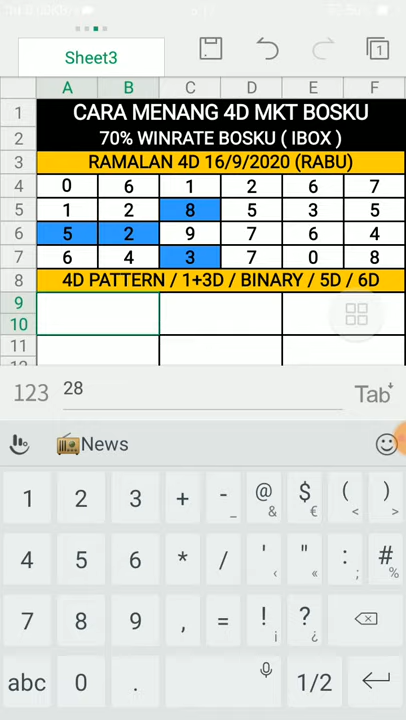 Sheet3
1
A B C D E F
1 CARA MENANG 4D MKT BOSKU
2 70% WINRATE BOSKU ( IBOX )
3 RAMALAN 4D 16/9/2020 (RABU)
4 0 6 1 2 6 7
5 1 2 8 5 3 5
6 5 2 9 7 6 4
7 6 4 3 7 0 8
8 4D PATTERN / 1+3D / BINARY / 5D / 6D
9
10
11
123 28 Tab
News
1 2 3 + - _ @ & $ € ( < ) >
4 5 6 * / ' ‹ " « : ; # %
7 8 9 , = ! ¡ ? ¿
abc 0 . 1/2